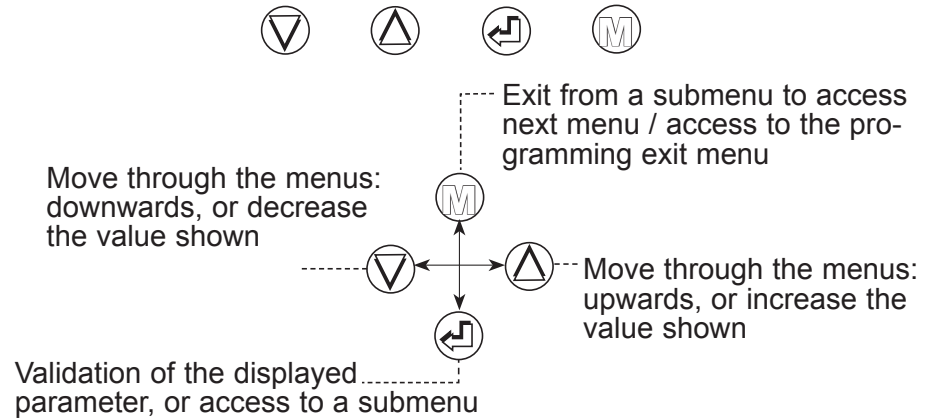 M
Exit from a submenu to access
next menu / access to the pro-
gramming exit menu
Move through the menus:
downwards, or decrease
the value shown
M
Move through the menus:
upwards, or increase the
value shown
Validation of the displayed
parameter, or access to a submenu